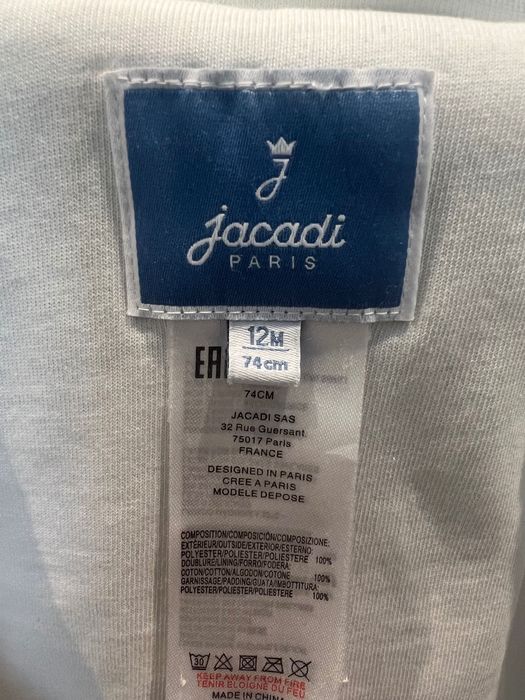 J
jacadi
PARIS
12M
74cm
74CM
JACADI SAS
32 Rue Guersant
75017 Paris
FRANCE
DESIGNED IN PARIS
CREE A PARIS
MODELE DEPOSE
COMPOSITION/COMPOSICIÓN/COMPOSIZIONE:
EXTÉRIEUR/OUTSIDE/EXTERIOR/ESTERNO:
POLYESTER/POLIESTER/POLIESTERE 100%
DOUBLURE/LINING/FORRO/FODERA:
COTON/COTTON/ALGODON/COTONE 100%
GARNISSAGE/PADDING/GUATA/IMBOTTITURA:
POLYESTER/POLIESTER/POLIESTERE 100%
30
KEEP AWAY FROM FIRE
TENIR ELOIGNE DU FEU
MADE IN CHINA